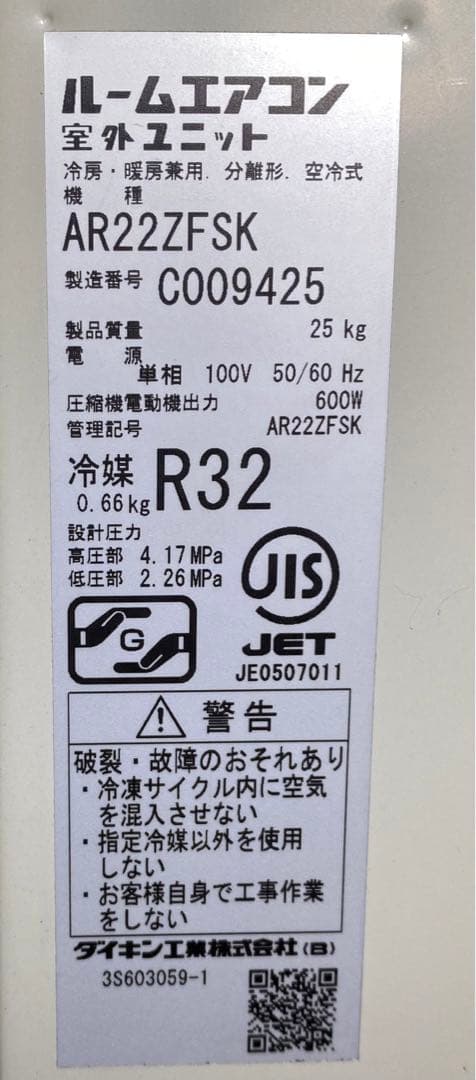 ルームエアコン
室外ユニット
冷房・暖房兼用. 分離形. 空冷式
機 種
AR22ZFSK
製造番号 C009425
製品質量 25 kg
電 源
単相 100V 50/60 Hz
圧縮機電動機出力 600W
管理記号 AR22ZFSK
冷媒 R32
0.66kg
設計圧力
高圧部 4.17MPa
低圧部 2.26MPa
JIS
JET
JE0507011
G
警告
破裂・故障のおそれあり
・冷凍サイクル内に空気
を混入させない
・指定冷媒以外を使用
しない
・お客様自身で工事作業
をしない
ダイキン工業株式会社(B)
3S603059-1